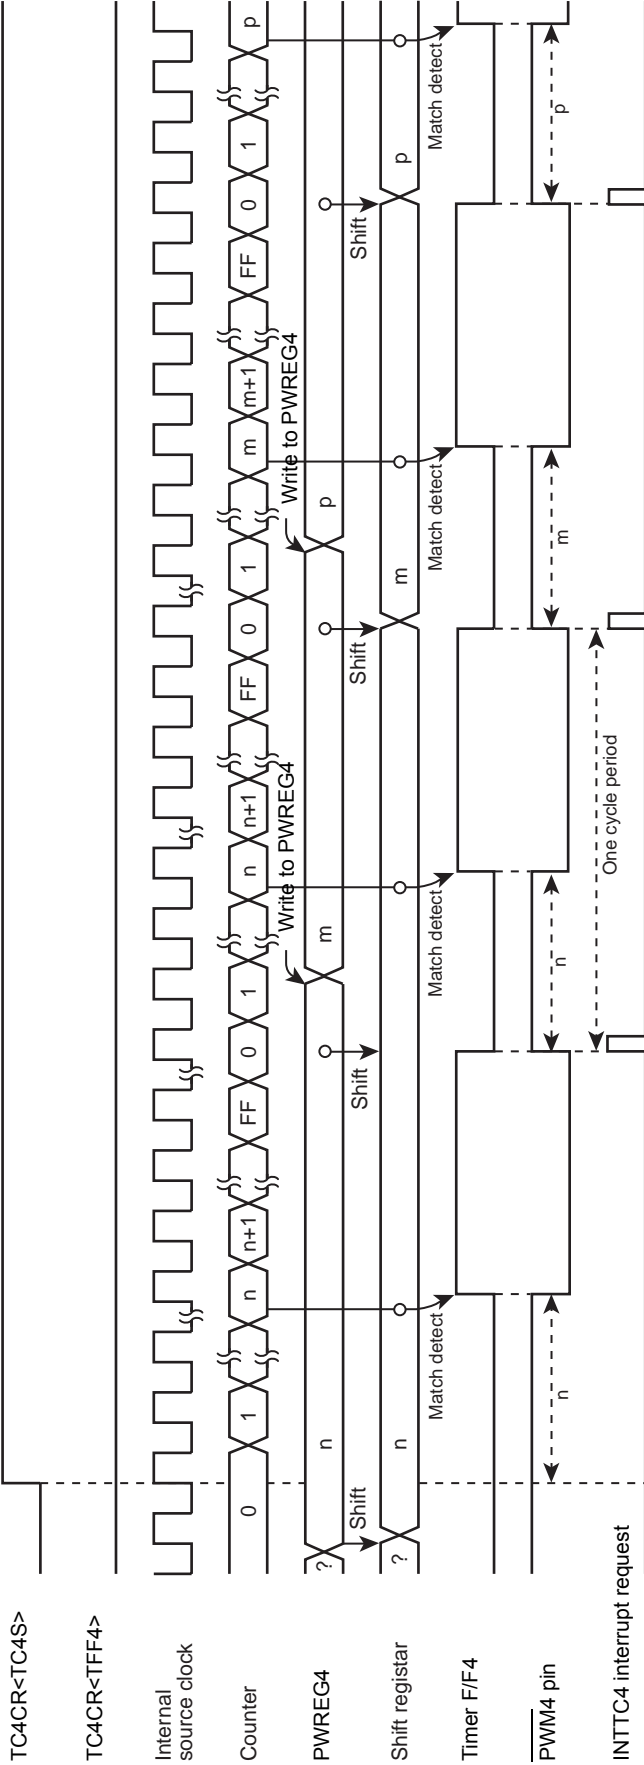 TC4CR<TC4S>
TC4CR<TFF4>
Internal
source clock
Counter 0 1 n n+1 FF 0 1 n n+1 FF 0 1 m m+1 FF 0 1 p
Write to PWREG4 Write to PWREG4
PWREG4 ? n m p
Shift Shift Shift Shift
Shift registar ? n m p
Match detect Match detect Match detect Match detect
Timer F/F4
PWM4 pin n n m p
One cycle period
INTTC4 interrupt request